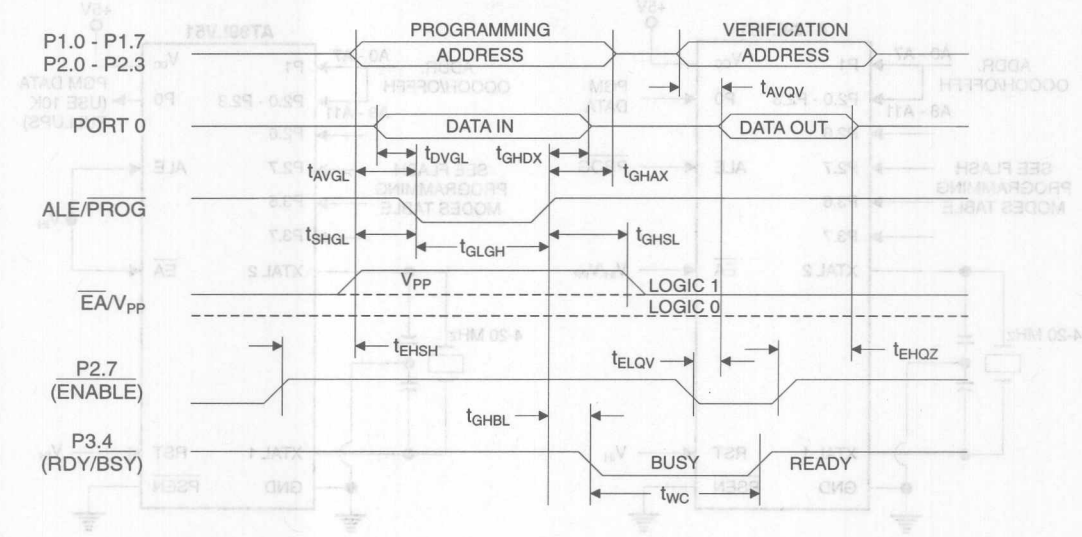 PROGRAMMING VERIFICATION
P1.0 - P1.7
P2.0 - P2.3
ADDRESS ADDRESS
tAVQV
PORT 0 DATA IN DATA OUT
tDVGL tGHDX
tAVGL tGHAX
ALE/PROG
tSHGL tGLGH tGHSL
VPP LOGIC 1
EA/VPP LOGIC 0
tEHSH tELQV tEHQZ
P2.7
(ENABLE)
tGHBL
P3.4
(RDY/BSY) BUSY READY
tWC